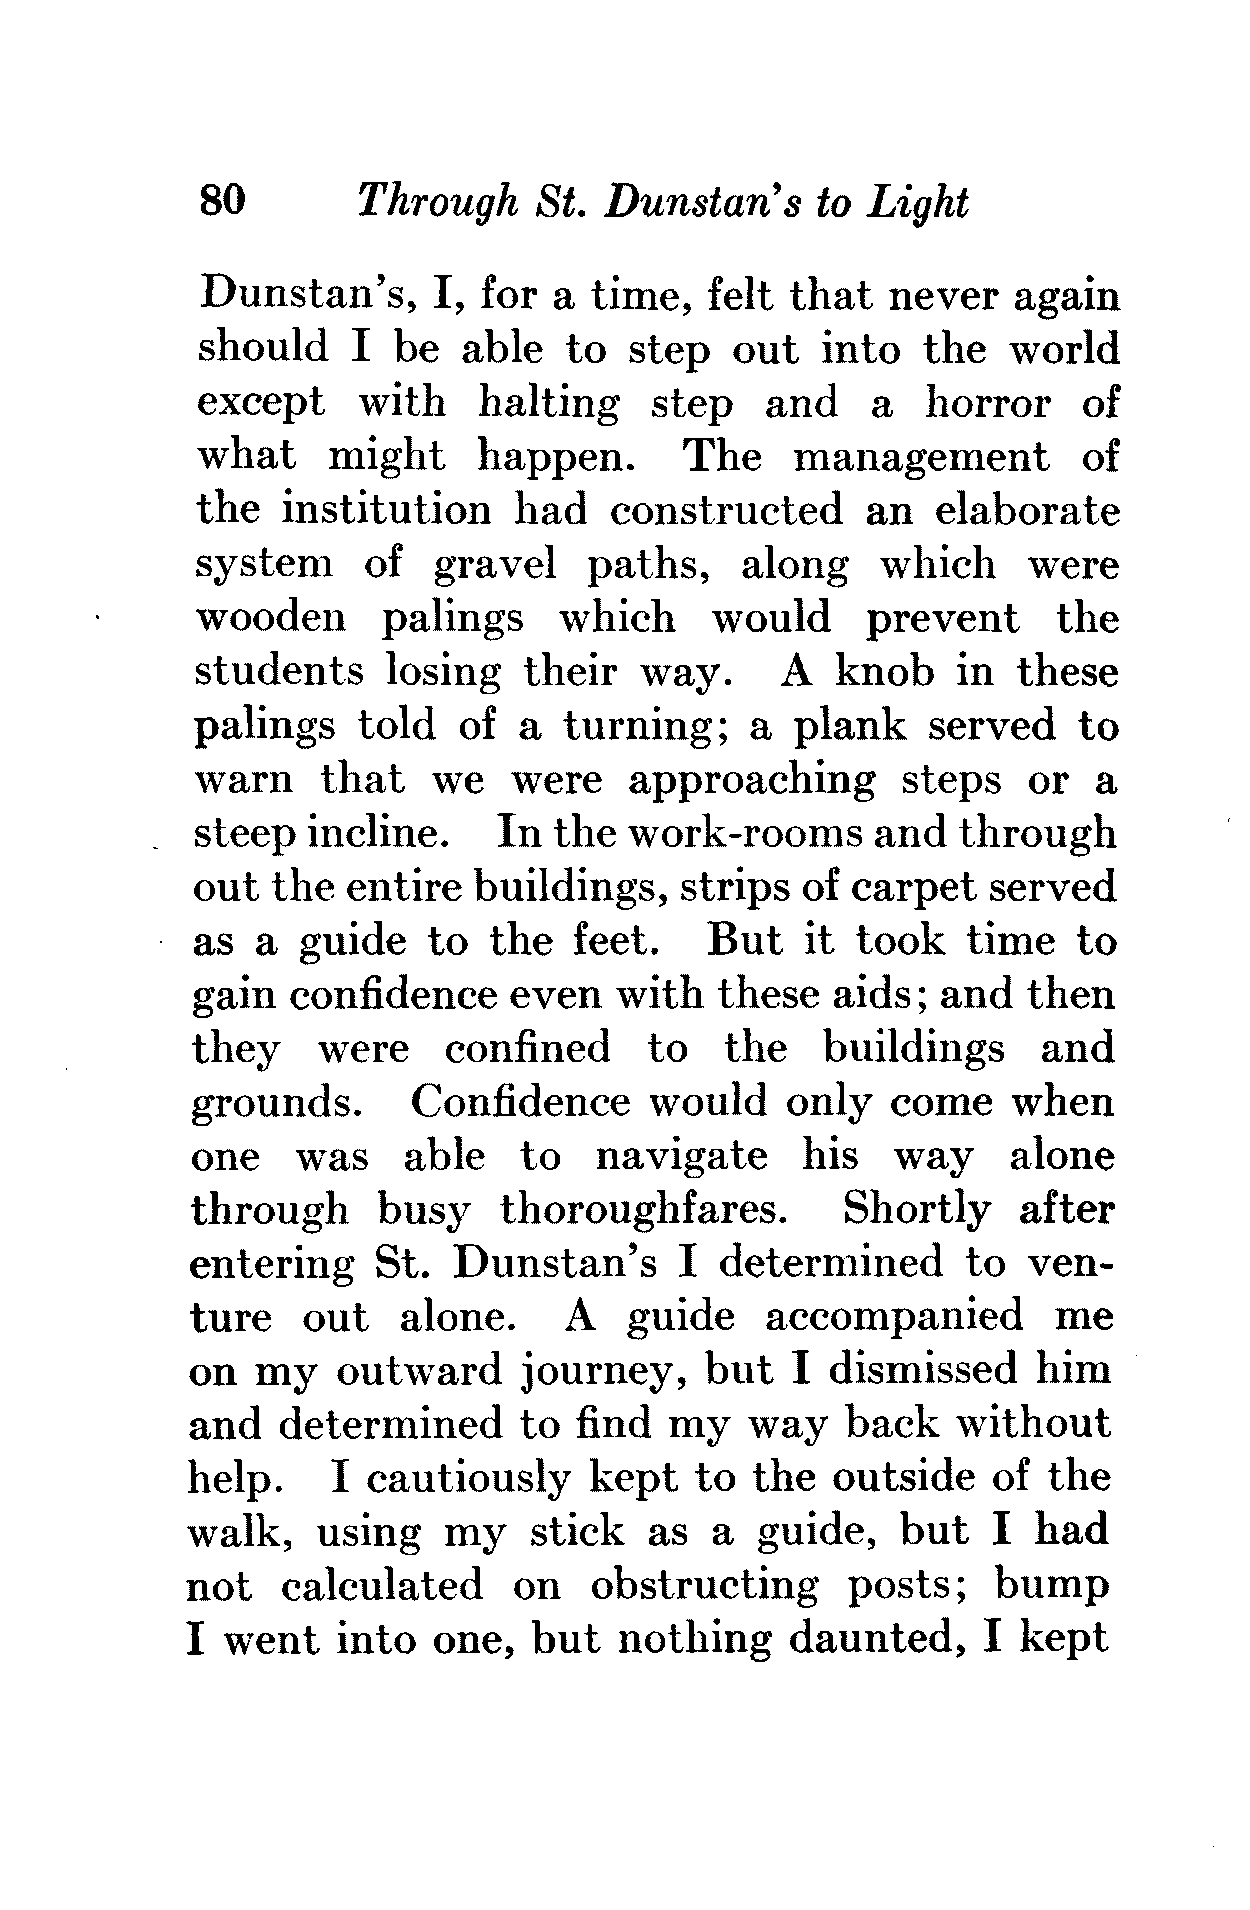 80 Through St. Dunstan's to Light
Dunstan's, I, for a time, felt that never again
should I be able to step out into the world
except with halting step and a horror of
what might happen. The management of
the institution had constructed an elaborate
system of gravel paths, along which were
wooden palings which would prevent the
students losing their way. A knob in these
palings told of a turning; a plank served to
warn that we were approaching steps or a
steep incline. In the work-rooms and through
out the entire buildings, strips of carpet served
as a guide to the feet. But it took time to
gain confidence even with these aids; and then
they were confined to the buildings and
grounds. Confidence would only come when
one was able to navigate his way alone
through busy thoroughfares. Shortly after
entering St. Dunstan's I determined to ven-
ture out alone. A guide accompanied me
on my outward journey, but I dismissed him
and determined to find my way back without
help. I cautiously kept to the outside of the
walk, using my stick as a guide, but I had
not calculated on obstructing posts; bump
I went into one, but nothing daunted, I kept